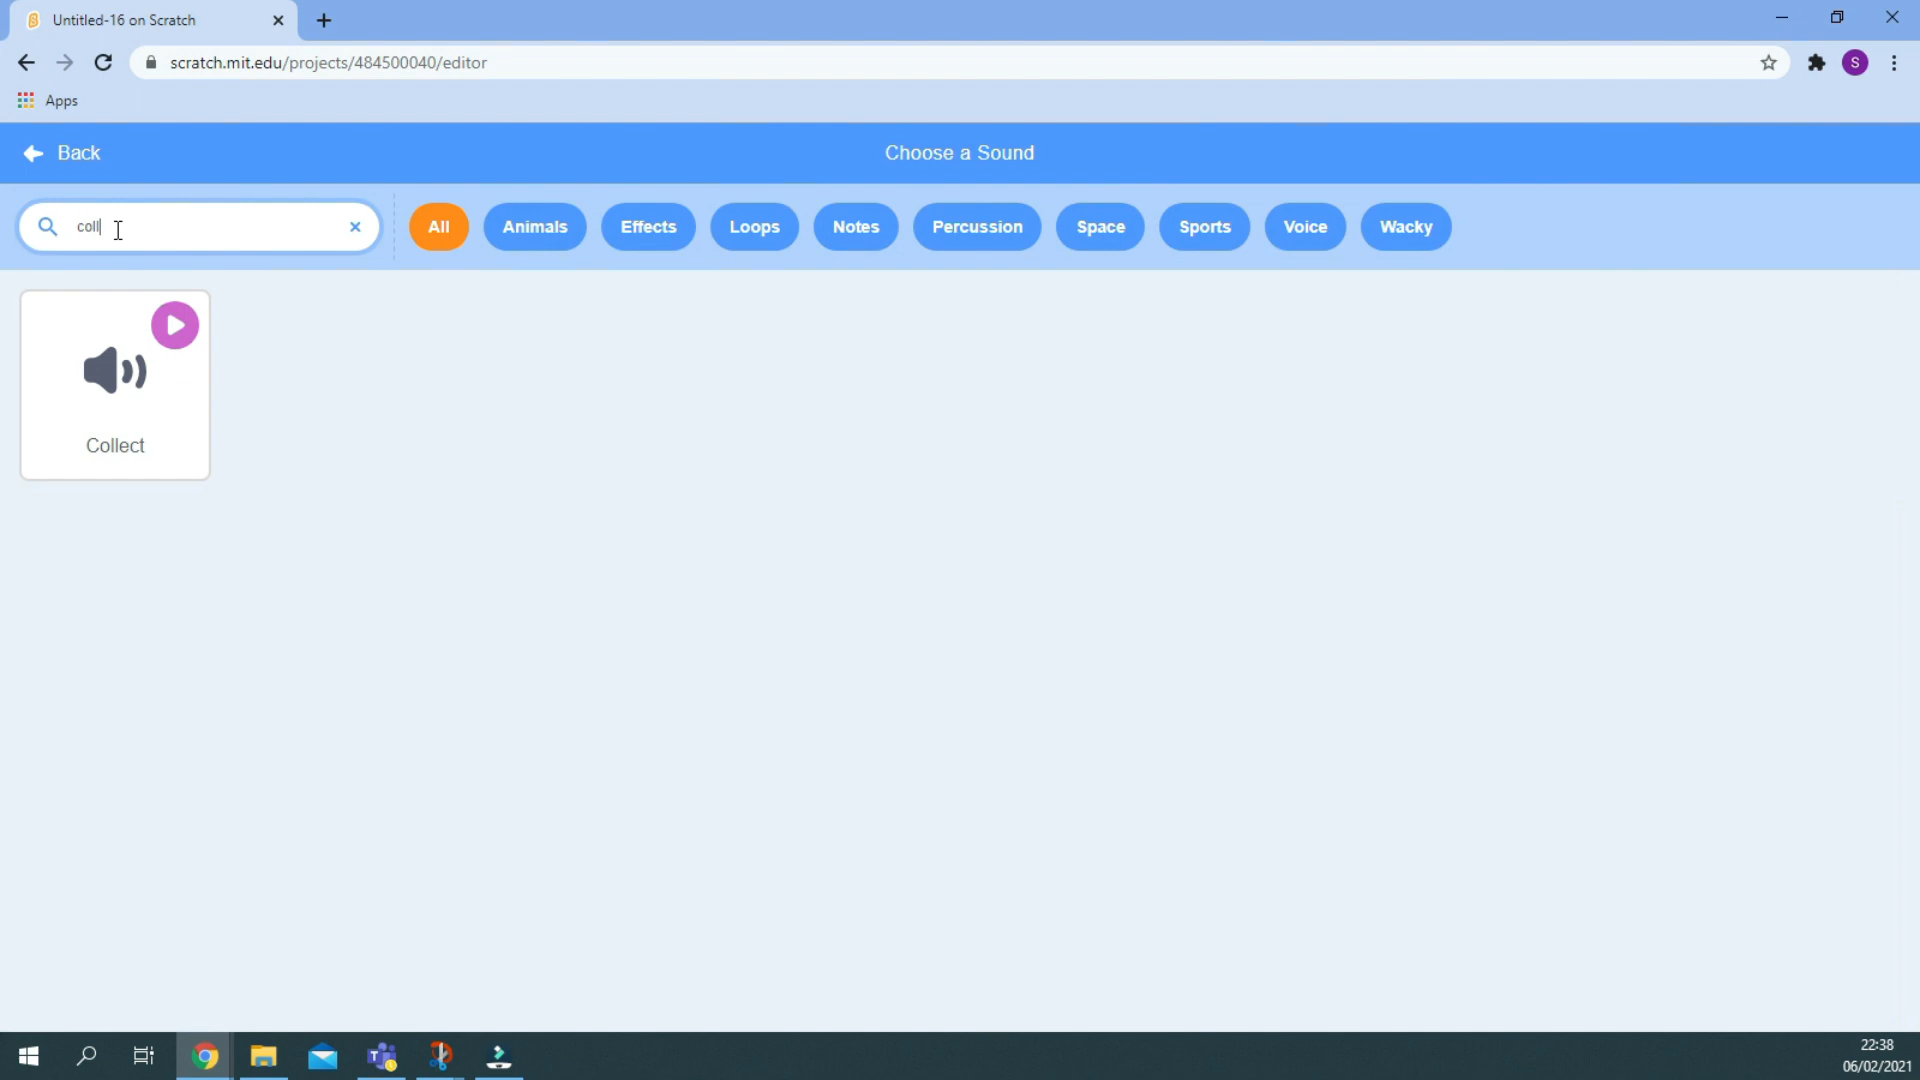 Untitled-16 on Scratch
scratch.mit.edu/projects/484500040/editor
S
Apps
Back
Choose a Sound
coll
All
Animals
Effects
Loops
Notes
Percussion
Space
Sports
Voice
Wacky
Collect
T
22:38
06/02/2021